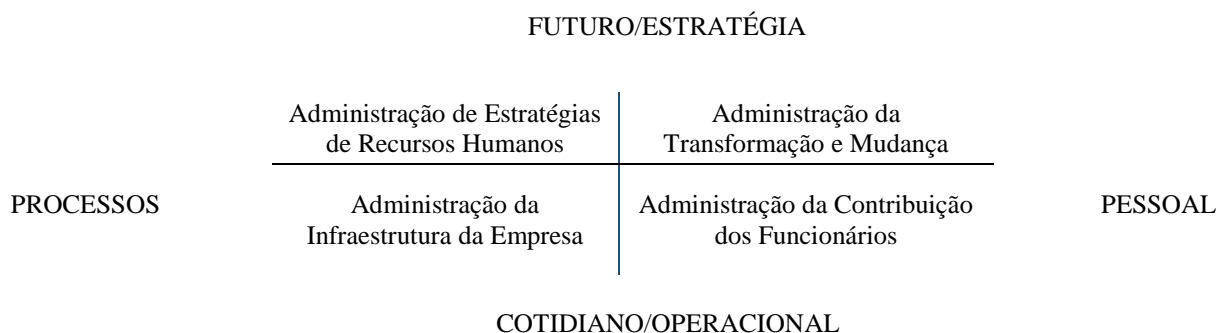 FUTURO/ESTRATÉGIA
Administração de Estratégias
de Recursos Humanos
Administração da
Transformação e Mudança
PROCESSOS
Administração da
Infraestrutura da Empresa
Administração da Contribuição
dos Funcionários
PESSOAL
COTIDIANO/OPERACIONAL